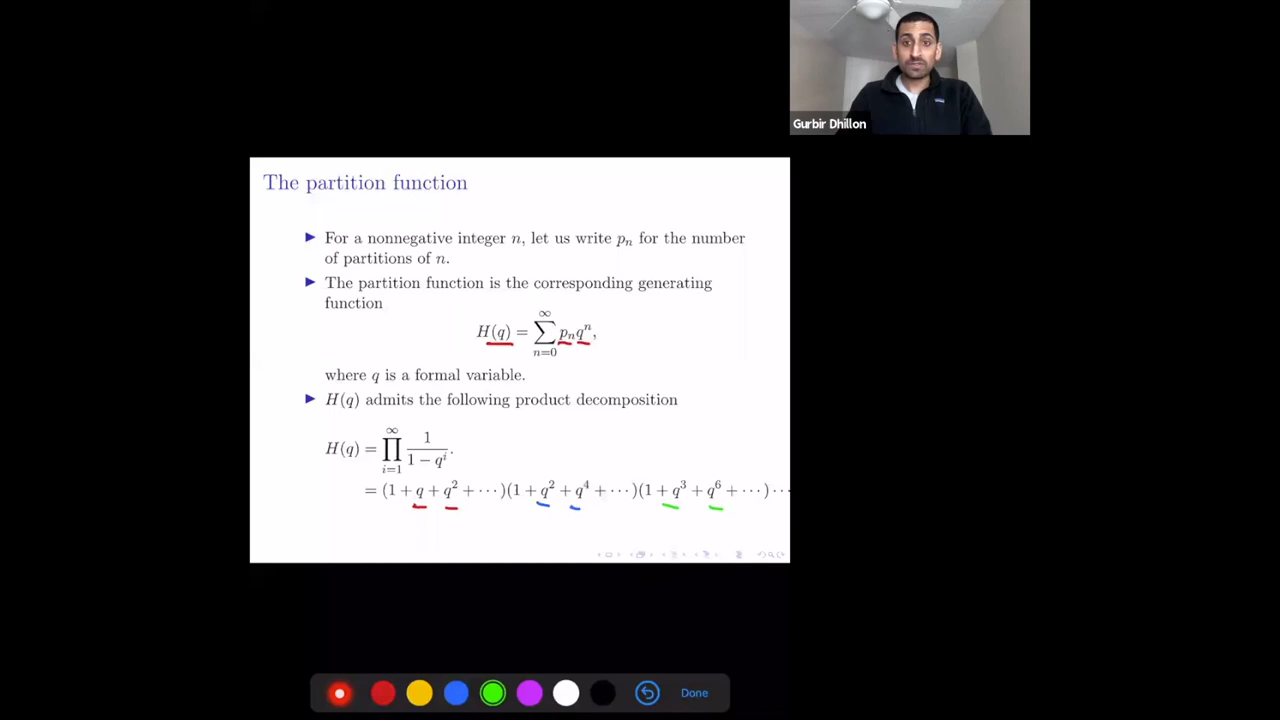 Gurbir Dhillon
The partition function
▶ For a nonnegative integer n, let us write pₙ for the number
of partitions of n.
▶ The partition function is the corresponding generating
function
H(q) = ∑_{n=0}^{∞} pₙqⁿ,
where q is a formal variable.
▶ H(q) admits the following product decomposition
H(q) = ∏_{i=1}^{∞} 1/(1 − qⁱ).
= (1 + q + q² + ⋯)(1 + q² + q⁴ + ⋯)(1 + q³ + q⁶ + ⋯) ⋯
Done